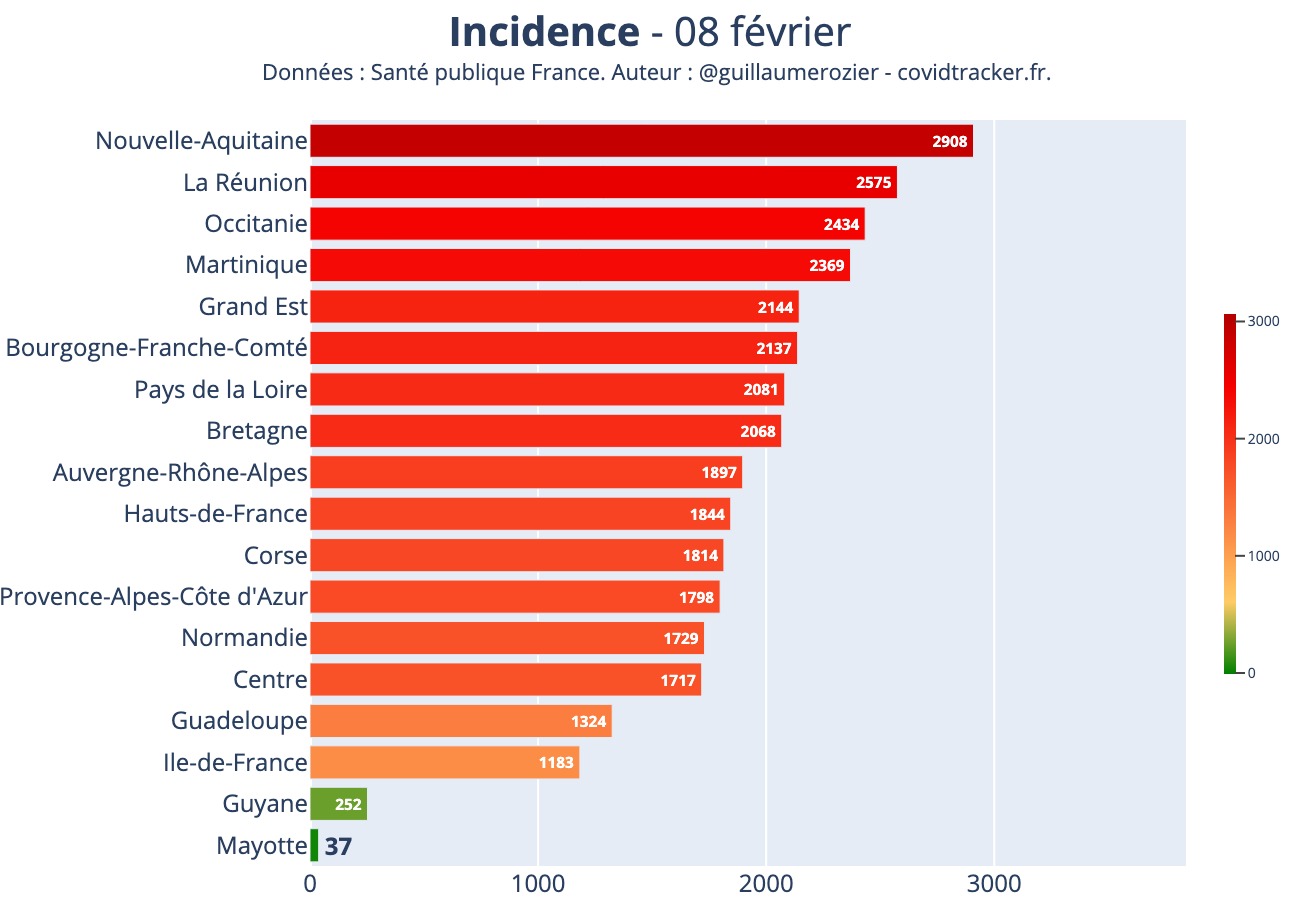 Incidence - 08 février
Données : Santé publique France. Auteur : @guillaumerozier - covidtracker.fr.
Nouvelle-Aquitaine 2908
La Réunion 2575
Occitanie 2434
Martinique 2369
Grand Est 2144
Bourgogne-Franche-Comté 2137
Pays de la Loire 2081
Bretagne 2068
Auvergne-Rhône-Alpes 1897
Hauts-de-France 1844
Corse 1814
Provence-Alpes-Côte d'Azur 1798
Normandie 1729
Centre 1717
Guadeloupe 1324
Ile-de-France 1183
Guyane 252
Mayotte 37
0 1000 2000 3000
3000
2000
1000
0